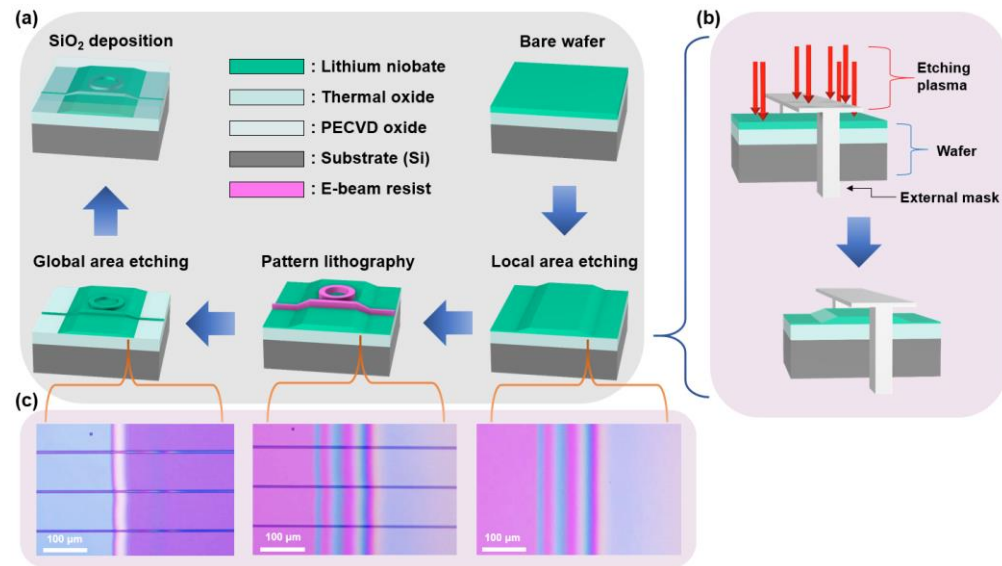 (a)
SiO₂ deposition
: Lithium niobate
: Thermal oxide
: PECVD oxide
: Substrate (Si)
: E-beam resist
Bare wafer
Global area etching
Pattern lithography
Local area etching
(b)
Etching
plasma
Wafer
External mask
(c)
100 µm
100 µm
100 µm